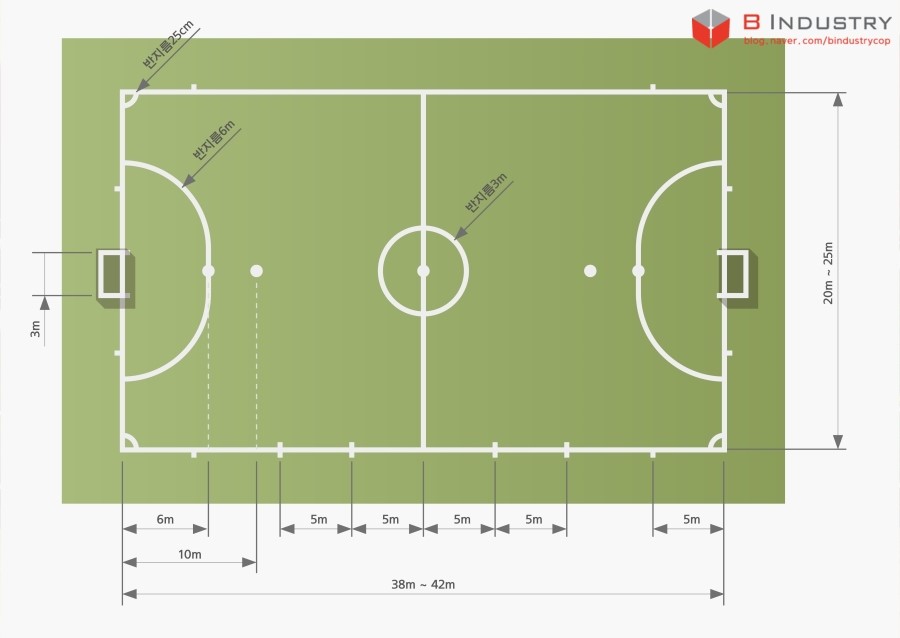 B INDUSTRY
blog.naver.com/bindustrycop
반지름25cm
반지름6m
반지름3m
20m ~ 25m
3m
6m
5m
5m
5m
5m
5m
10m
38m ~ 42m